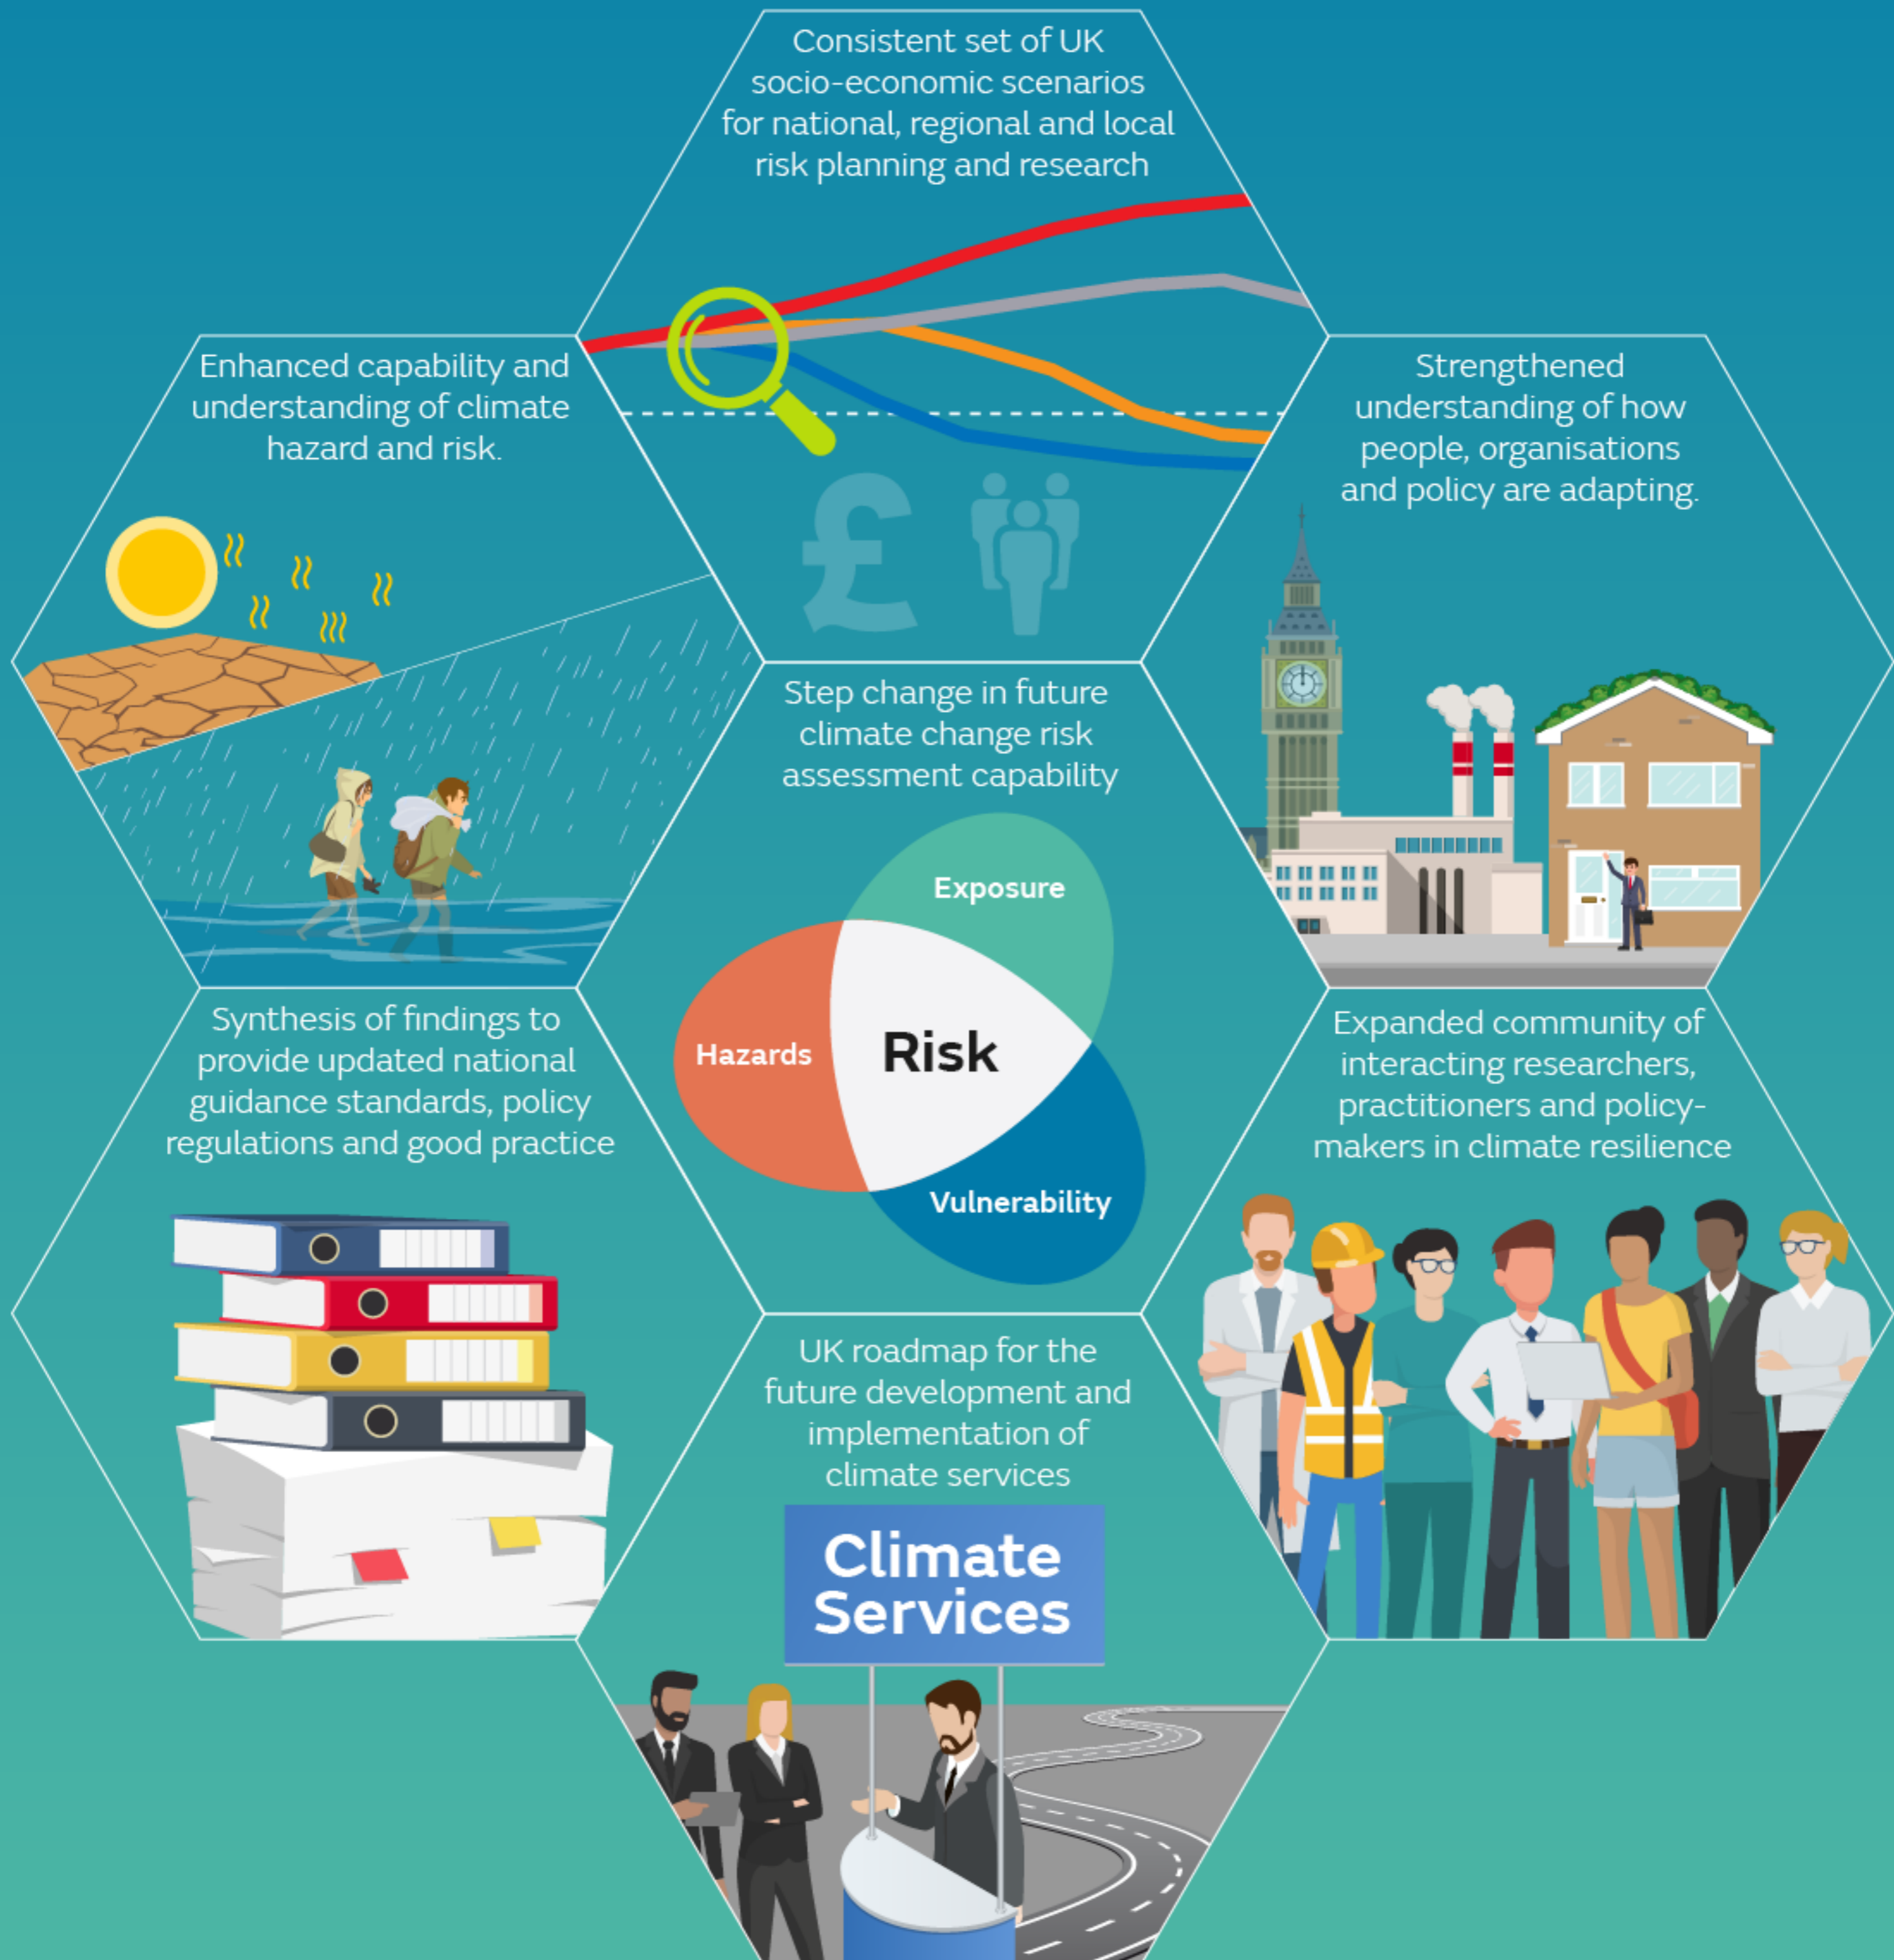 Consistent set of UK
socio-economic scenarios
for national, regional and local
risk planning and research
Enhanced capability and
understanding of climate
hazard and risk.
Strengthened
understanding of how
people, organisations
and policy are adapting.
£
Step change in future
climate change risk
assessment capability
Exposure
Hazards
Risk
Vulnerability
Synthesis of findings to
provide updated national
guidance standards, policy
regulations and good practice
Expanded community of
interacting researchers,
practitioners and policy-
makers in climate resilience
UK roadmap for the
future development and
implementation of
climate services
Climate
Services